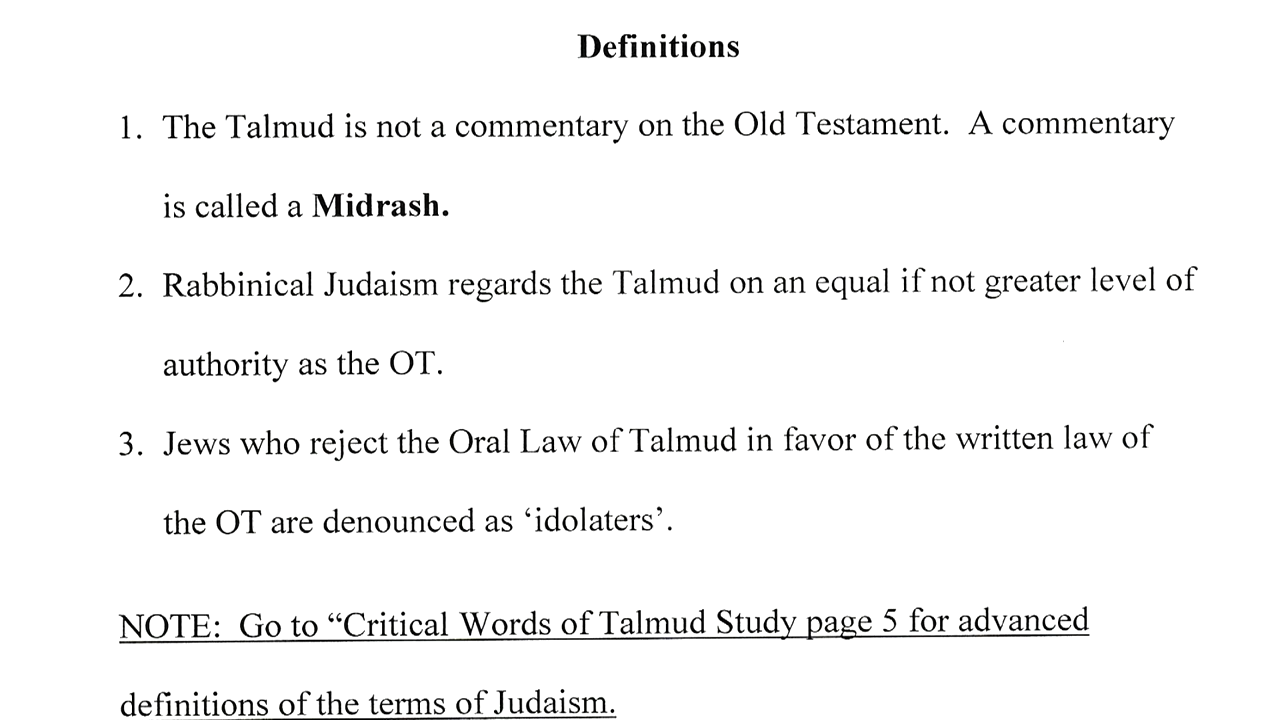 Definitions
1. The Talmud is not a commentary on the Old Testament. A commentary
is called a Midrash.
2. Rabbinical Judaism regards the Talmud on an equal if not greater level of
authority as the OT.
3. Jews who reject the Oral Law of Talmud in favor of the written law of
the OT are denounced as ‘idolaters’.
NOTE: Go to “Critical Words of Talmud Study page 5 for advanced
definitions of the terms of Judaism.